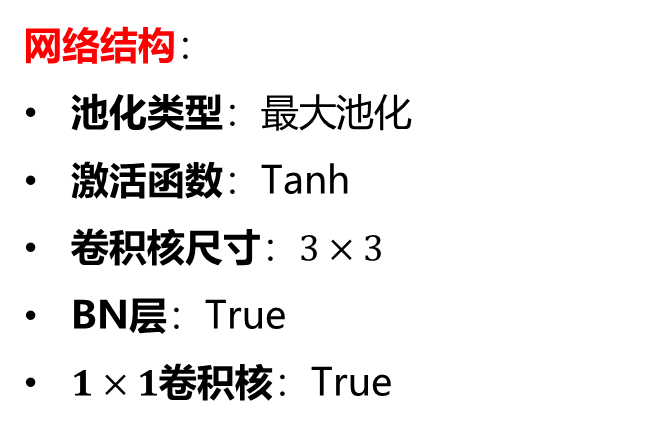 网络结构：
• 池化类型：最大池化
• 激活函数：Tanh
• 卷积核尺寸：3 × 3
• BN层：True
• 1 × 1卷积核：True